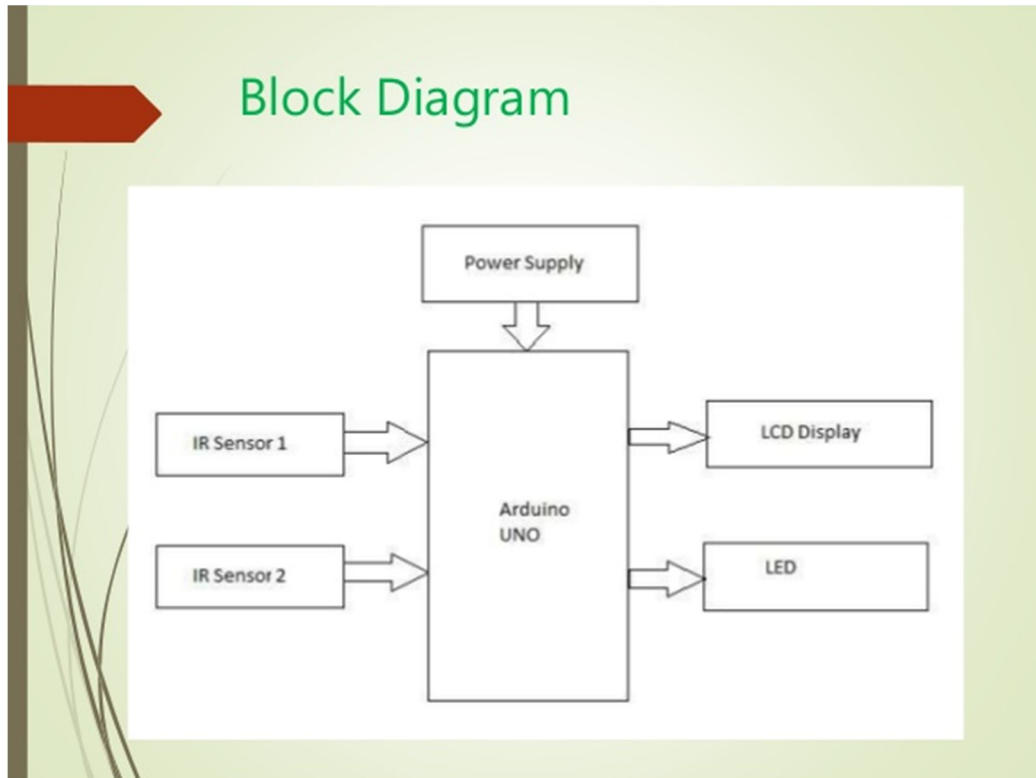 Block Diagram
Power Supply
IR Sensor 1
LCD Display
Arduino
UNO
IR Sensor 2
LED